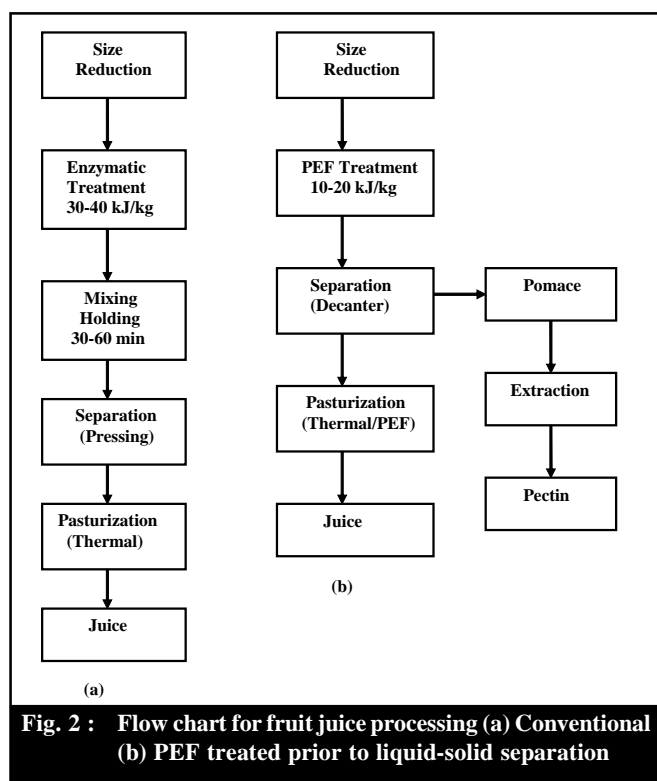 Size
Reduction
Enzymatic
Treatment
30-40 kJ/kg
Mixing
Holding
30-60 min
Separation
(Pressing)
Pasturization
(Thermal)
Juice
(a)
Size
Reduction
PEF Treatment
10-20 kJ/kg
Separation
(Decanter)
Pasturization
(Thermal/PEF)
Juice
(b)
Pomace
Extraction
Pectin
Fig. 2 : Flow chart for fruit juice processing (a) Conventional
(b) PEF treated prior to liquid-solid separation